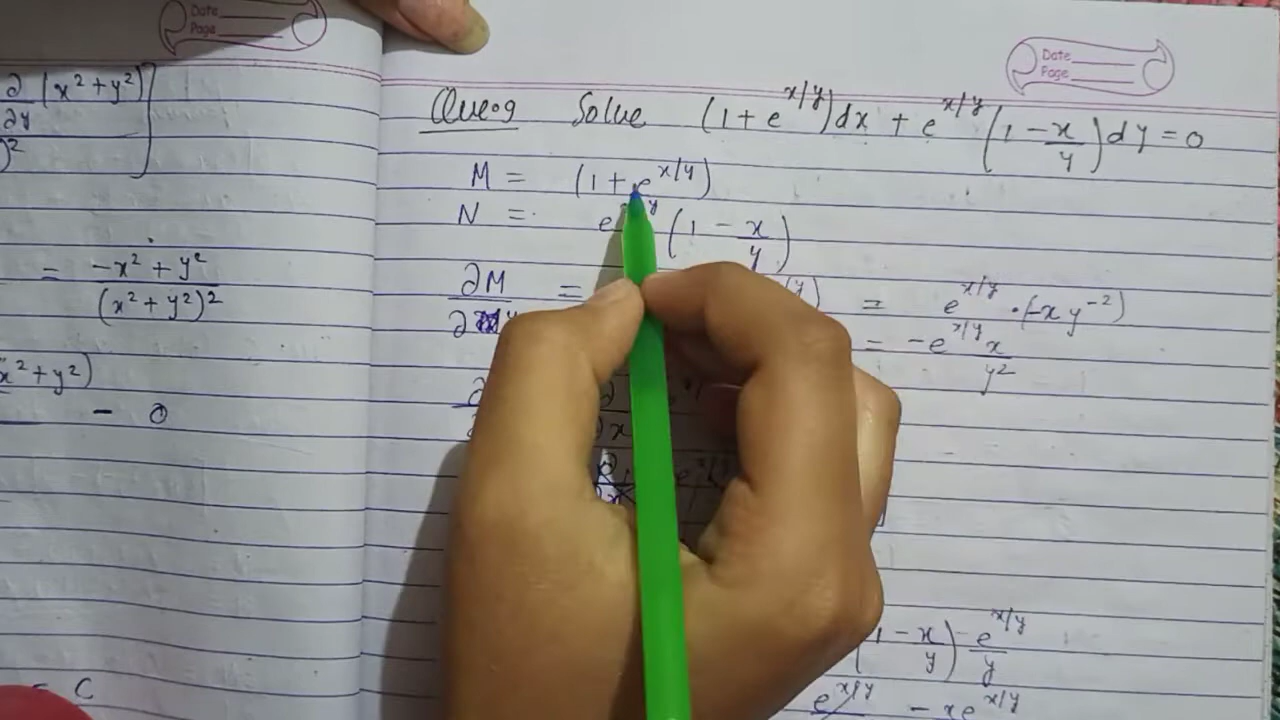 Date
Page
∂/∂y (x² + y²)
)²
= (-x² + y²)/(x² + y²)²
x² + y²)
- 0
= C
Date
Page
Que 9 Solve (1 + e^{x/y})dx + e^{x/y}(1 - x/y)dy = 0
M = (1 + e^{x/y})
N = e y (1 - x/y)
∂M/∂y = = e^{x/y} · (-x y⁻²)
= -e^{x/y} x / y²
∂ ∂x
1 - x/y) - e^{x/y}/y
e^{x/y} - xe^{x/y}